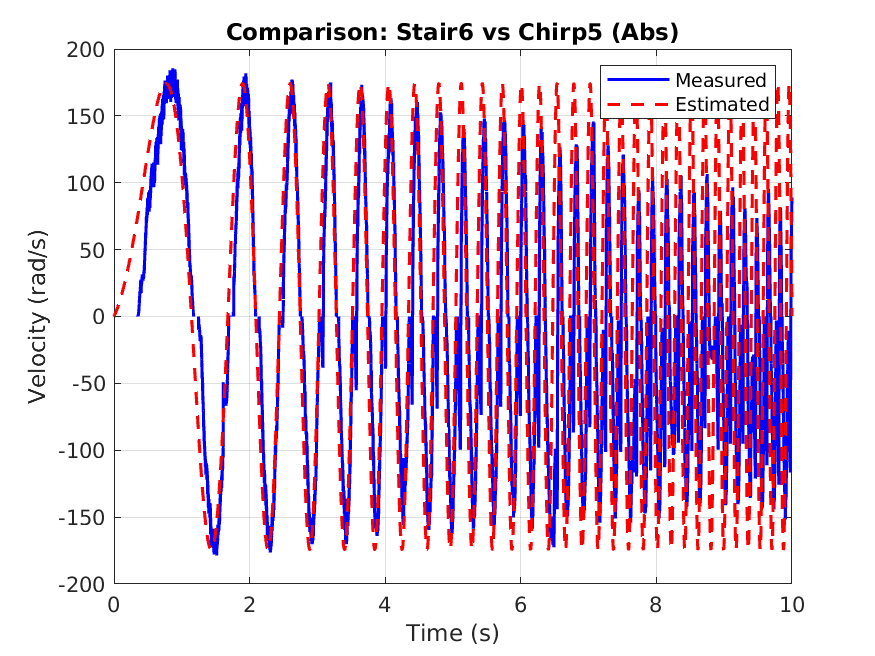 Comparison: Stair6 vs Chirp5 (Abs)
Measured
Estimated
Velocity (rad/s)
200
150
100
50
0
-50
-100
-150
-200
0 2 4 6 8 10
Time (s)